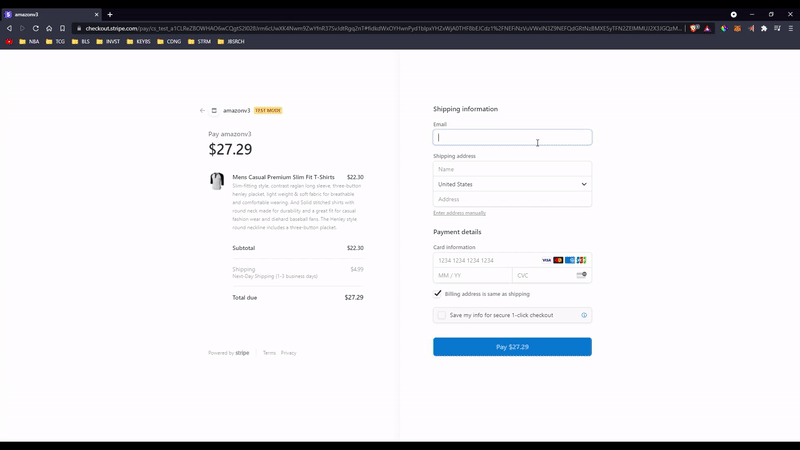 amazonv3
checkout.stripe.com
NBA
TCG
BLS
INVST
KEYBS
CONG
STRM
JBSRCH
amazonv3 TEST MODE
Pay amazonv3
$27.29
Mens Casual Premium Slim Fit T-Shirts $22.30
Slim-fitting style, contrast raglan long sleeve, three-button
henley placket, light weight & soft fabric for breathable
and comfortable wearing. And Solid stitched shirts with
round neck made for durability and a great fit for casual
fashion wear and diehard baseball fans. The Henley style
round neckline includes a three-button placket.
Subtotal $22.30
Shipping $4.99
Next-Day Shipping (1-3 business days)
Total due $27.29
Powered by stripe
Terms Privacy
Shipping information
Email
Shipping address
Name
United States
Address
Enter address manually
Payment details
Card information
1234 1234 1234 1234 VISA
MM / YY
CVC
Billing address is same as shipping
Save my info for secure 1-click checkout
Pay $27.29